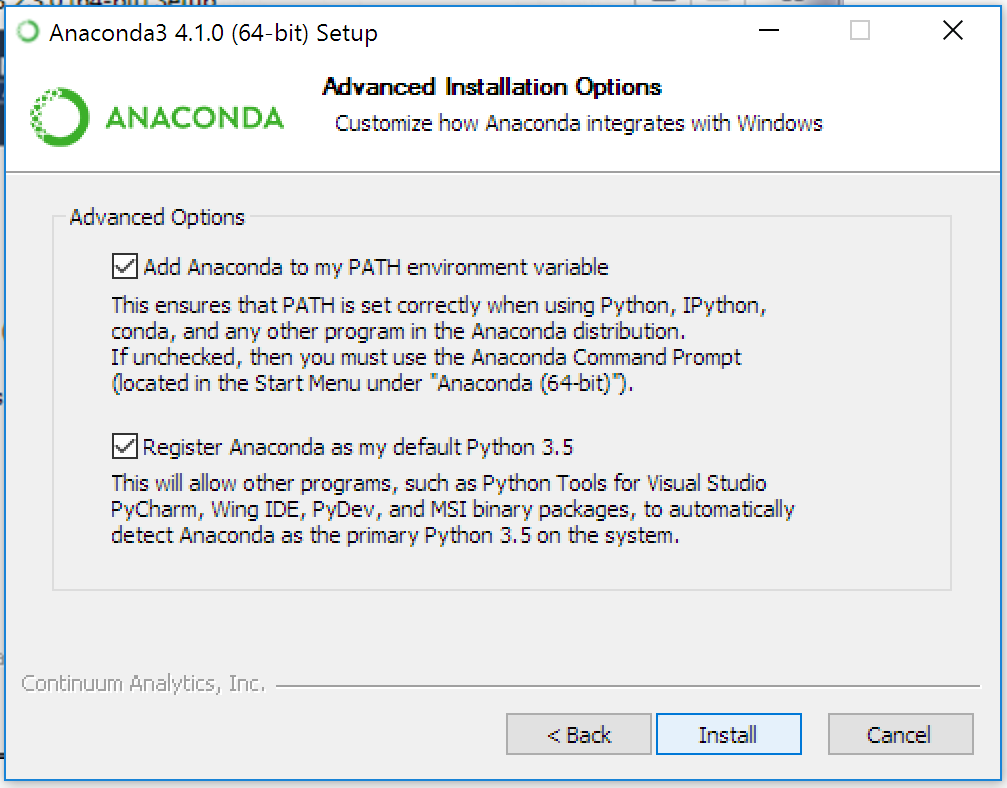 Anaconda3 4.1.0 (64-bit) Setup
ANACONDA
Advanced Installation Options
Customize how Anaconda integrates with Windows
Advanced Options
Add Anaconda to my PATH environment variable
This ensures that PATH is set correctly when using Python, IPython,
conda, and any other program in the Anaconda distribution.
If unchecked, then you must use the Anaconda Command Prompt
(located in the Start Menu under "Anaconda (64-bit)").
Register Anaconda as my default Python 3.5
This will allow other programs, such as Python Tools for Visual Studio
PyCharm, Wing IDE, PyDev, and MSI binary packages, to automatically
detect Anaconda as the primary Python 3.5 on the system.
Continuum Analytics, Inc.
< Back
Install
Cancel